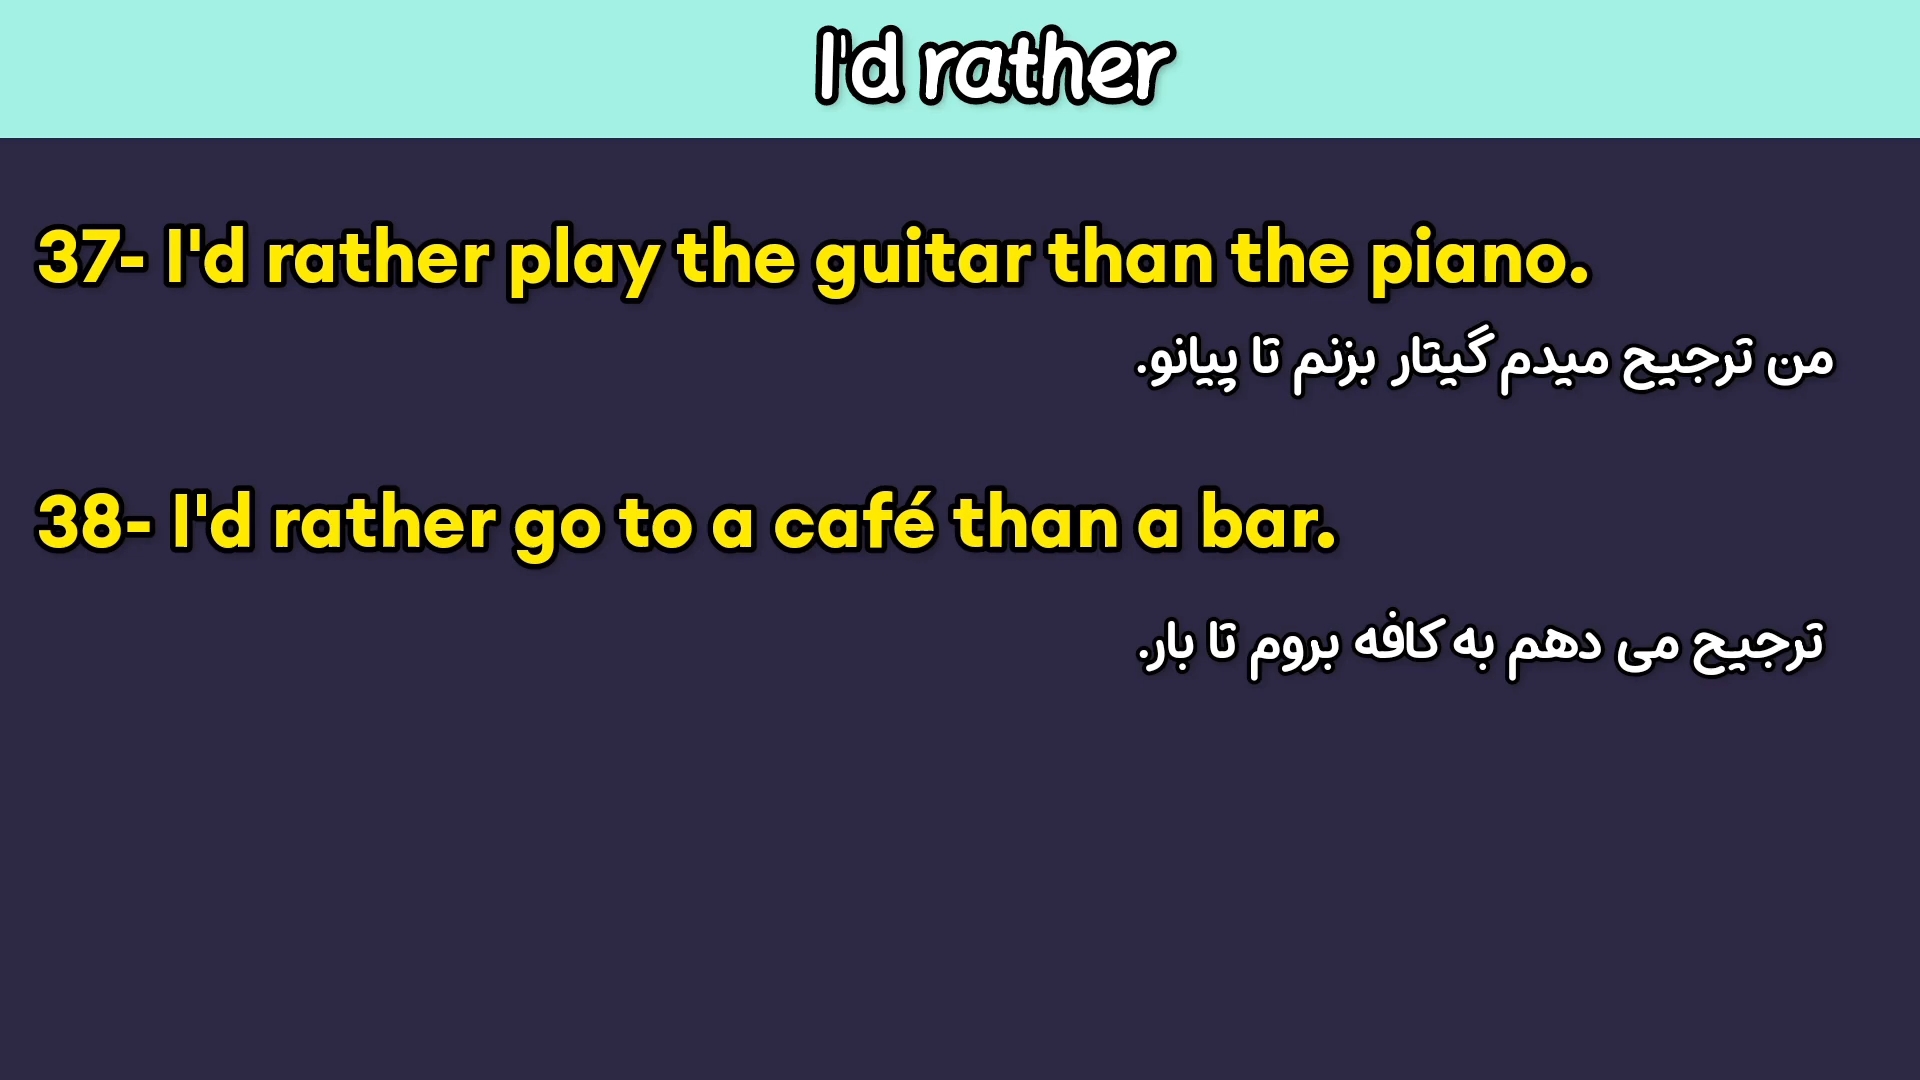 I'd rather
37- I'd rather play the guitar than the piano.
من ترجیح میدم گیتار بزنم تا پیانو.
38- I'd rather go to a café than a bar.
ترجیح می دهم به کافه بروم تا بار.